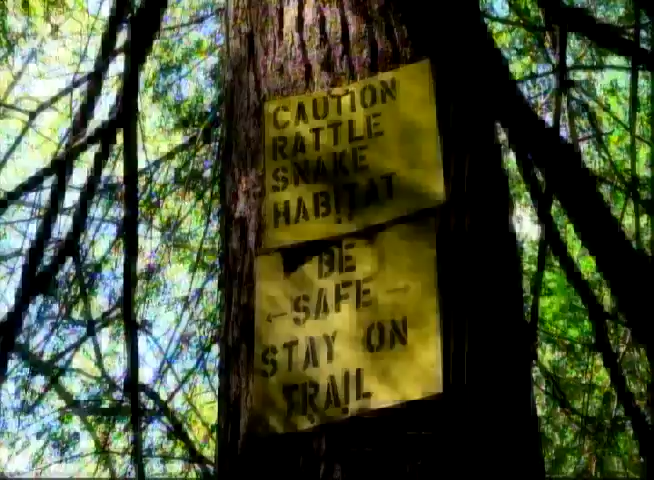 CAUTION
RATTLE
SNAKE
HABITAT
BE
-SAFE-
STAY ON
TRAIL